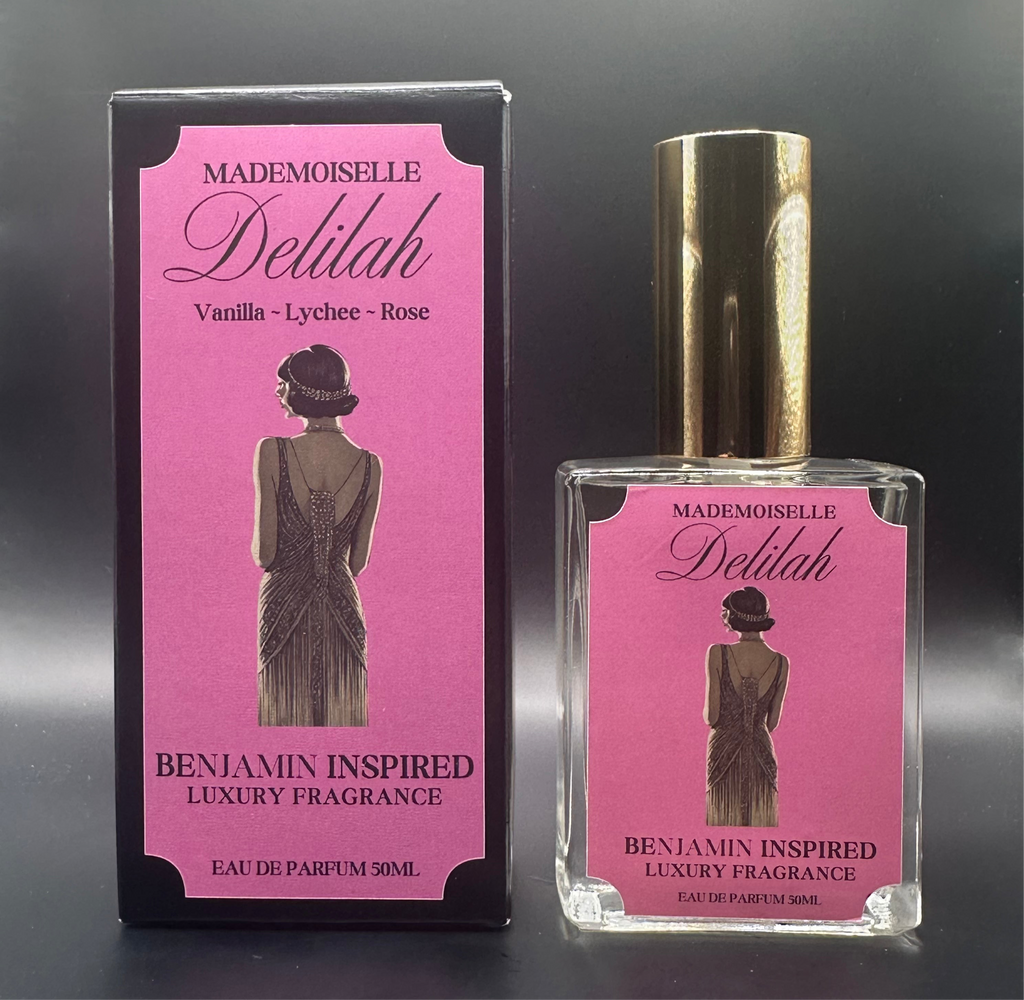 MADEMOISELLE
Delilah
Vanilla ~ Lychee ~ Rose
BENJAMIN INSPIRED
LUXURY FRAGRANCE
EAU DE PARFUM 50ML
MADEMOISELLE
Delilah
BENJAMIN INSPIRED
LUXURY FRAGRANCE
EAU DE PARFUM 50ML